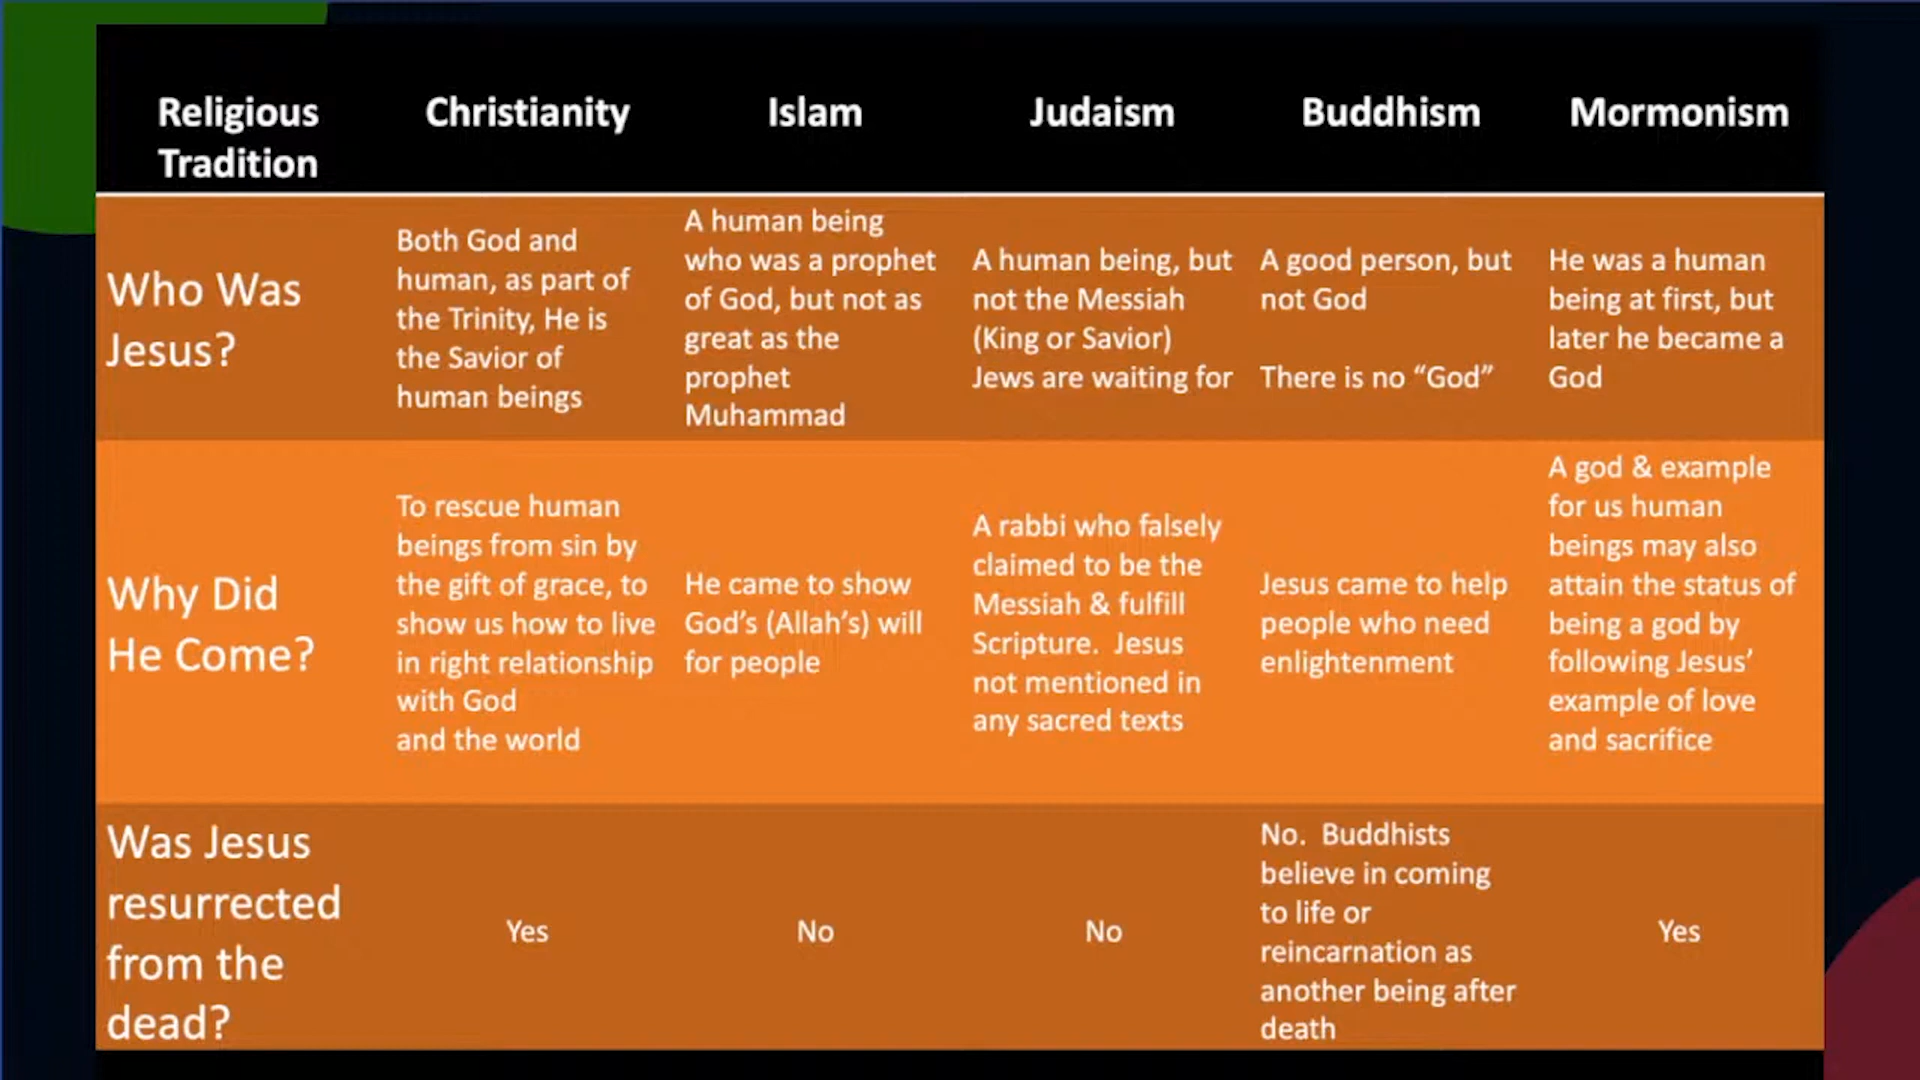 Religious
Tradition
Christianity
Islam
Judaism
Buddhism
Mormonism
Who Was
Jesus?
Both God and
human, as part of
the Trinity, He is
the Savior of
human beings
A human being
who was a prophet
of God, but not as
great as the
prophet
Muhammad
A human being, but
not the Messiah
(King or Savior)
Jews are waiting for
A good person, but
not God
There is no “God”
He was a human
being at first, but
later he became a
God
Why Did
He Come?
To rescue human
beings from sin by
the gift of grace, to
show us how to live
in right relationship
with God
and the world
He came to show
God’s (Allah’s) will
for people
A rabbi who falsely
claimed to be the
Messiah & fulfill
Scripture.  Jesus
not mentioned in
any sacred texts
Jesus came to help
people who need
enlightenment
A god & example
for us human
beings may also
attain the status of
being a god by
following Jesus’
example of love
and sacrifice
Was Jesus
resurrected
from the
dead?
Yes
No
No
No.  Buddhists
believe in coming
to life or
reincarnation as
another being after
death
Yes